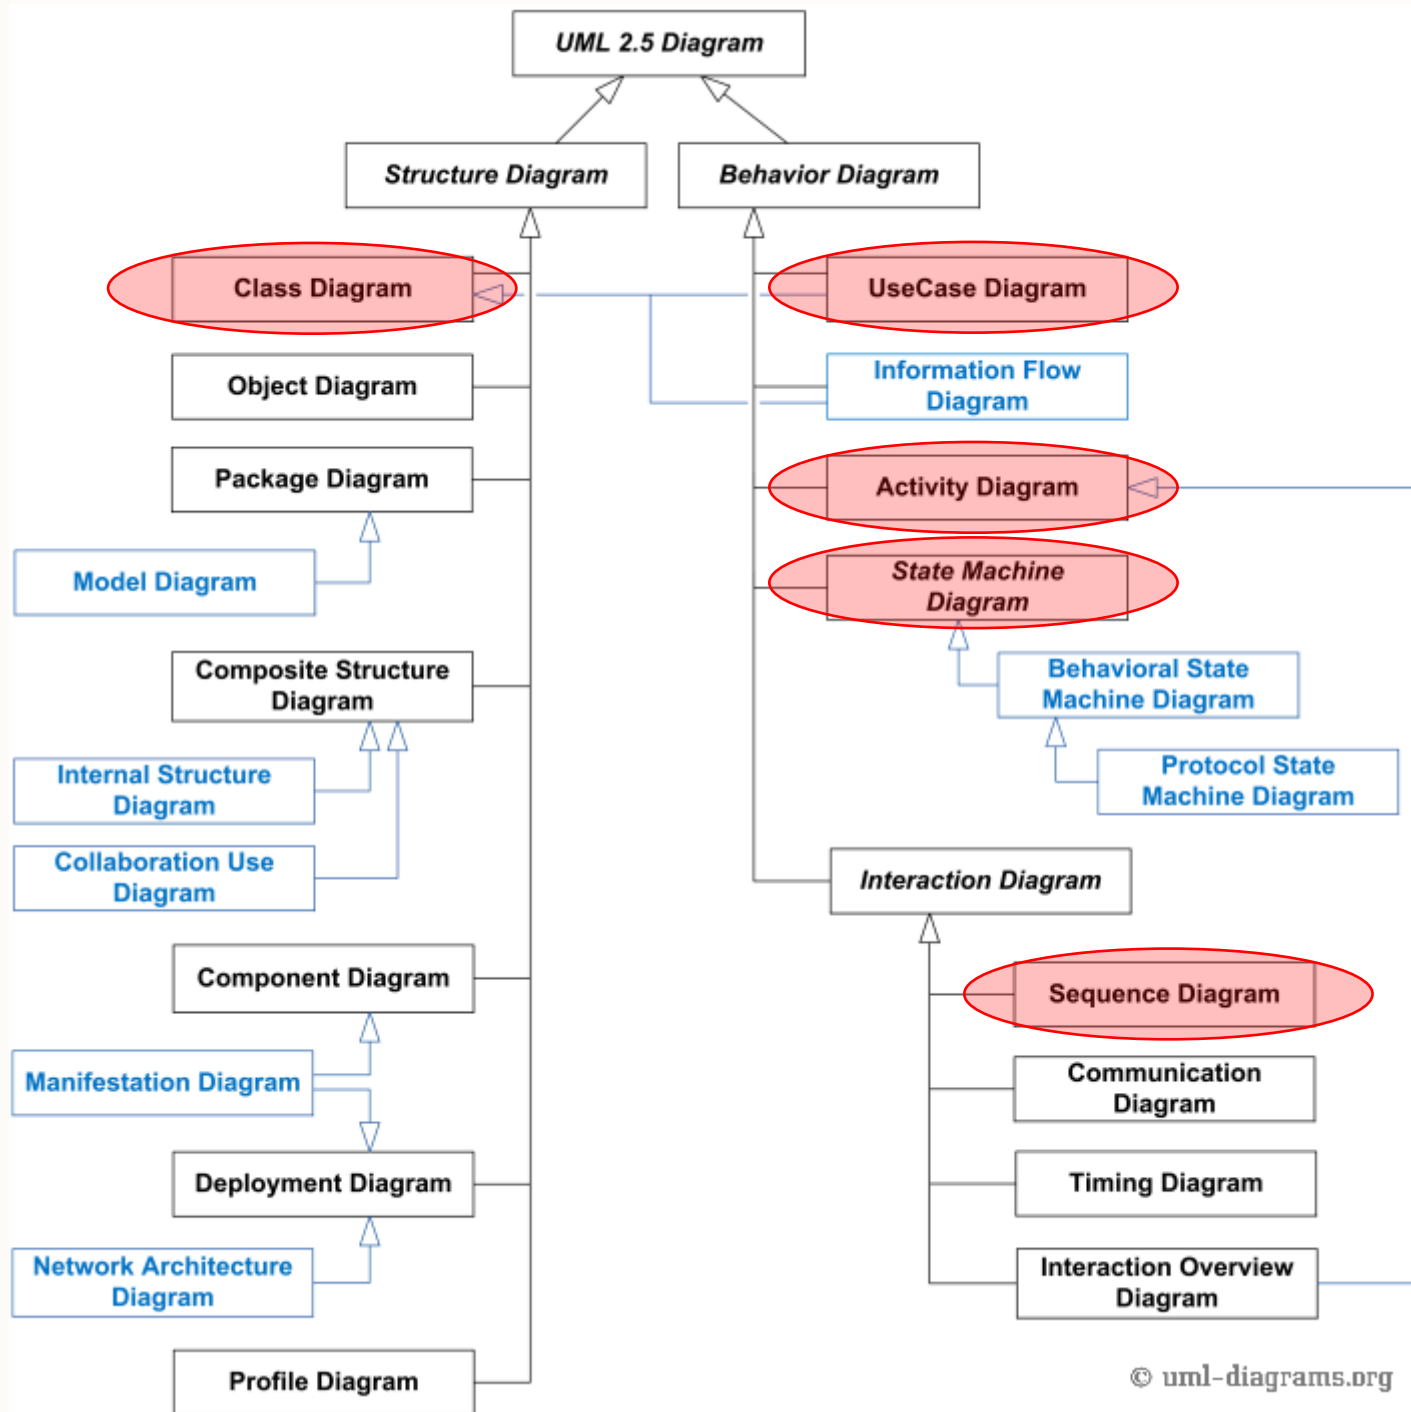 UML 2.5 Diagram
Structure Diagram
Behavior Diagram
Class Diagram
UseCase Diagram
Object Diagram
Information Flow
Diagram
Package Diagram
Activity Diagram
Model Diagram
State Machine
Diagram
Composite Structure
Diagram
Behavioral State
Machine Diagram
Internal Structure
Diagram
Protocol State
Machine Diagram
Collaboration Use
Diagram
Interaction Diagram
Component Diagram
Sequence Diagram
Manifestation Diagram
Communication
Diagram
Deployment Diagram
Timing Diagram
Network Architecture
Diagram
Interaction Overview
Diagram
Profile Diagram
© uml-diagrams.org